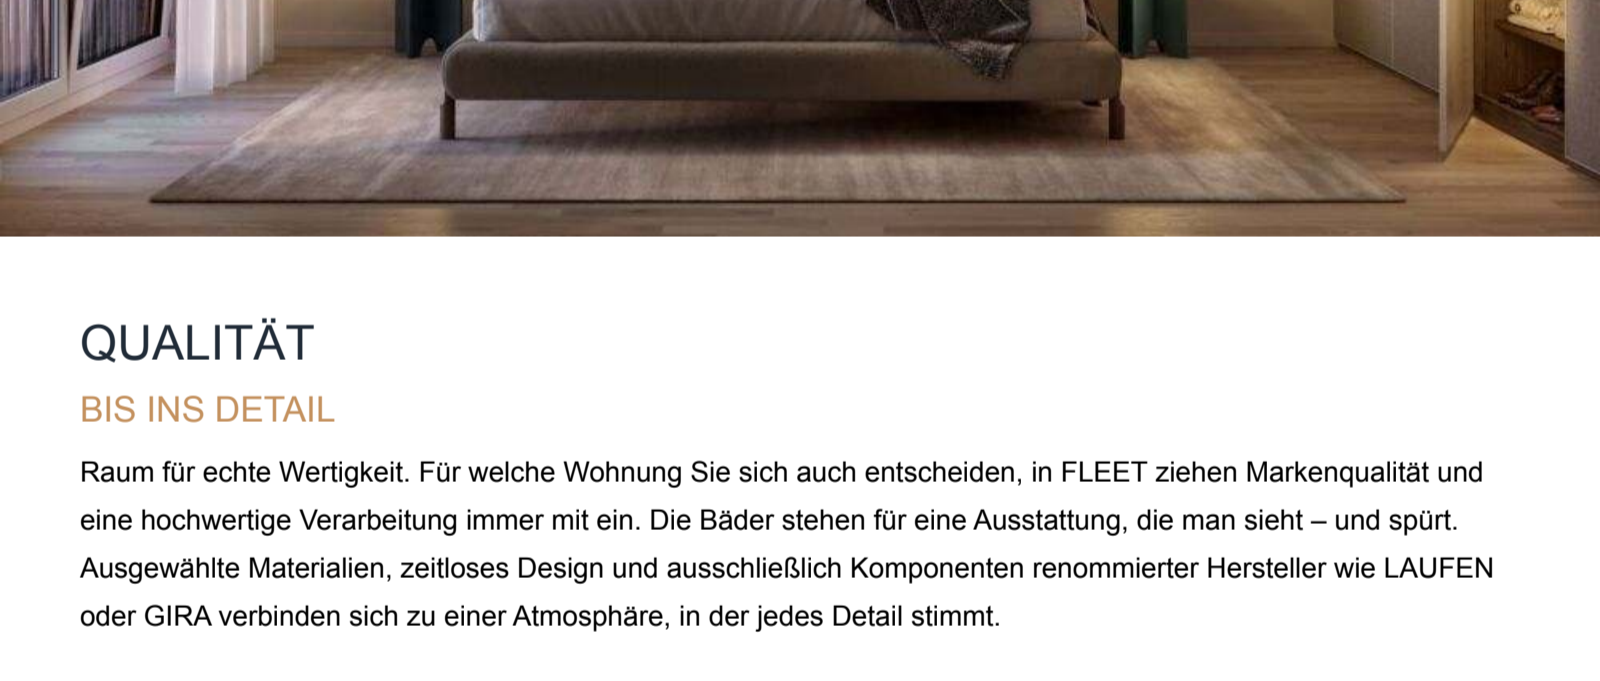 QUALITÄT
BIS INS DETAIL
Raum für echte Wertigkeit. Für welche Wohnung Sie sich auch entscheiden, in FLEET ziehen Markenqualität und
eine hochwertige Verarbeitung immer mit ein. Die Bäder stehen für eine Ausstattung, die man sieht – und spürt.
Ausgewählte Materialien, zeitloses Design und ausschließlich Komponenten renommierter Hersteller wie LAUFEN
oder GIRA verbinden sich zu einer Atmosphäre, in der jedes Detail stimmt.